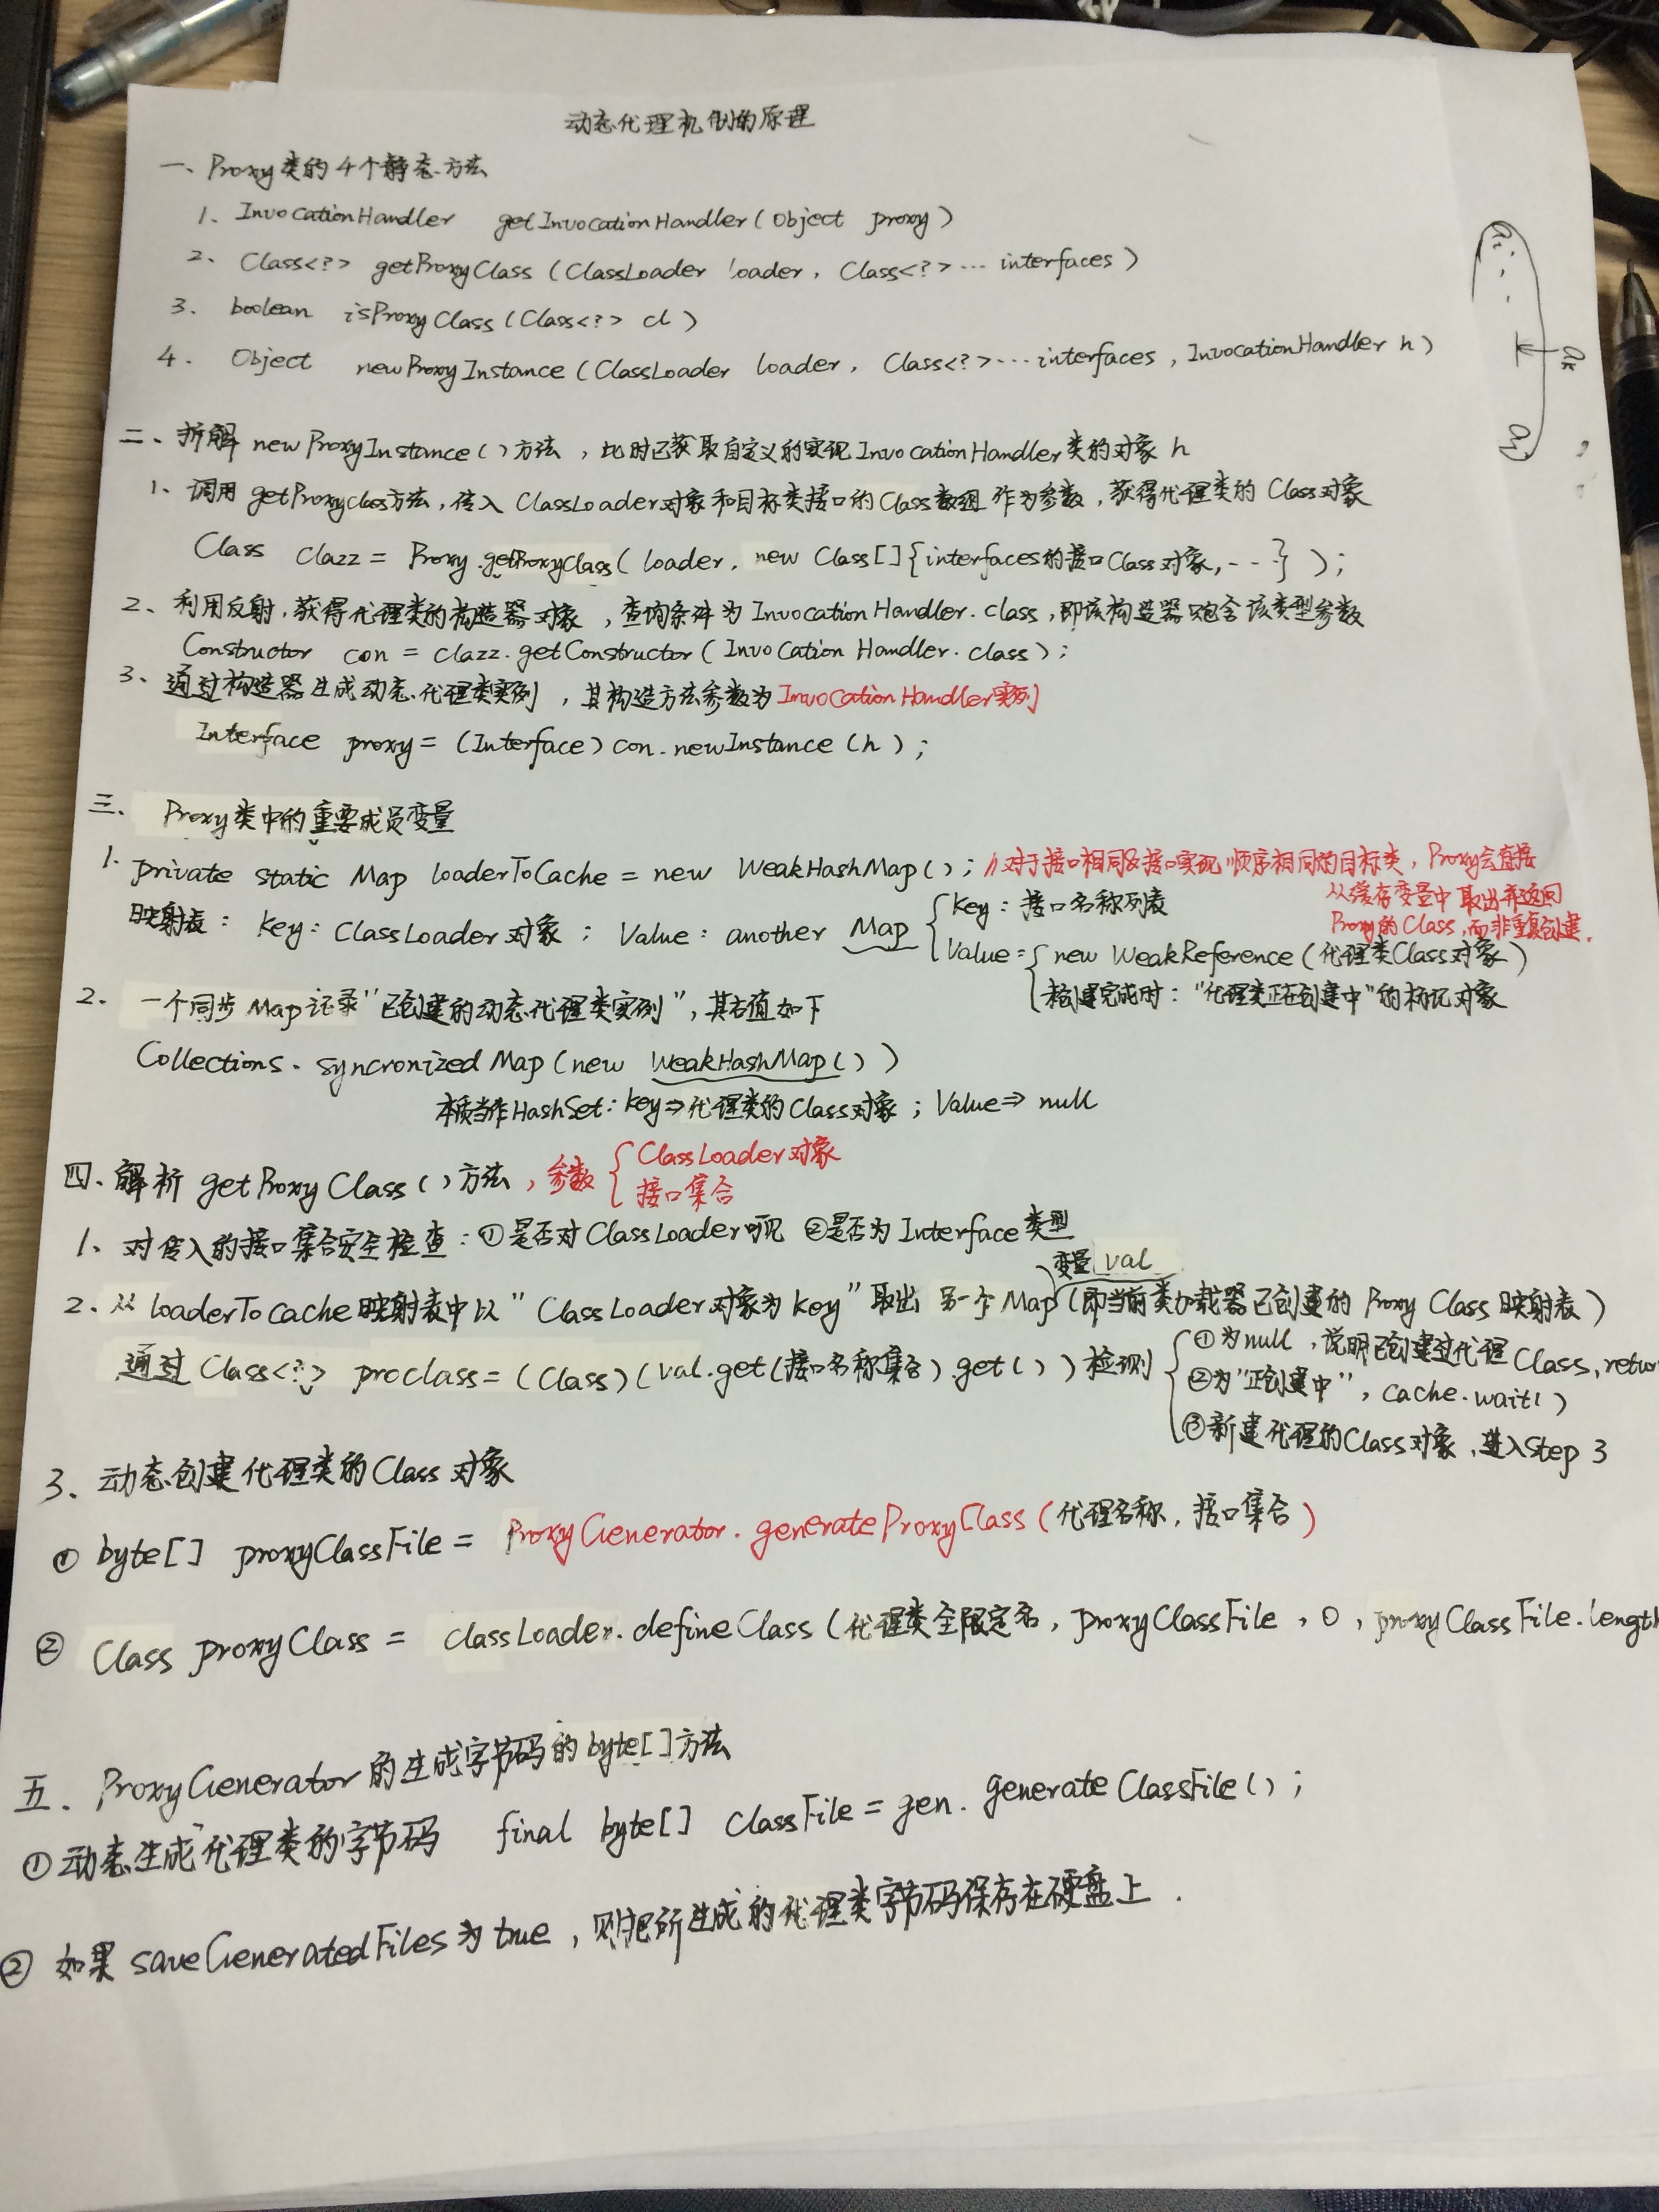 动态代理机制的原理
一、Proxy类的4个静态方法
1、InvocationHandler getInvocationHandler(Object proxy)
2、Class<?> getProxyClass(ClassLoader loader, Class<?>... interfaces)
3. boolean isProxyClass(Class<?> cl)
4. Object newProxyInstance(ClassLoader loader, Class<?>... interfaces, InvocationHandler h)
二、拆解newProxyInstance()方法，此时已获取自定义的实现InvocationHandler类的对象h
1、调用getProxyClass方法，传入ClassLoader对象和目标类接口的Class数组作为参数，获得代理类的Class对象
Class clazz = Proxy.getProxyClass(loader, new Class[]{interfaces的接口Class对象,...});
2、利用反射，获得代理类的构造器对象，查询条件为InvocationHandler.class，即该构造器只包含该类型参数
Constructor con = clazz.getConstructor(InvocationHandler.class);
3、通过构造器生成动态代理类实例，其构造方法参数为InvocationHandler实例
Interface proxy = (Interface)con.newInstance(h);
三、Proxy类中的重要成员变量
1. private static Map loaderToCache = new WeakHashMap(); //对于接口相同&接口实现顺序相同的目标类，Proxy会直接
从缓存变量中取出并返回
Proxy的Class，而非重复创建.
映射表：Key：ClassLoader对象；Value：another Map
Key：接口名称列表
Value =
new WeakReference(代理类Class对象)
创建完成时："代理类正在创建中"的标记对象
2. 一个同步Map记录"已创建的动态代理类实例"，其右值如下
Collections.syncronizedMap(new WeakHashMap())
本质当作HashSet：Key⇒代理类的Class对象；Value⇒null
四、解析getProxyClass()方法，参数
ClassLoader对象
接口集合
1、对传入的接口集合安全检查：①是否对ClassLoader可见 ②是否为Interface类型
变量val
2、从loaderToCache映射表中以"ClassLoader对象为key"取出另一个Map(即当前类加载器已创建的Proxy Class映射表)
通过Class<?> proclass = (Class)(val.get(接口名称集合).get())检测
①为null，说明已创建过代理Class, retur
②为"正创建中"，cache.wait()
③新建代理的Class对象，进入Step 3
3、动态创建代理类的Class对象
① byte[] proxyClassFile = ProxyGenerator.generateProxyClass(代理名称，接口集合)
② Class proxyClass = classLoader.defineClass(代理类全限定名，proxyClassFile，0，proxyClassFile.length
五、ProxyGenerator的生成字节码的byte[]方法
①动态生成代理类的字节码 final byte[] classFile = gen.generateClassFile();
②如果saveGeneratedFiles为true，则把所生成的代理类字节码保存在硬盘上.